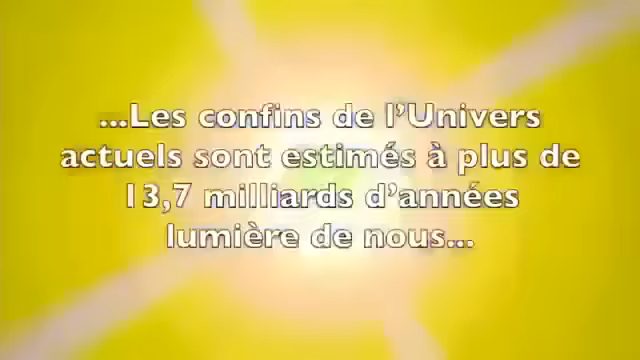 ...Les confins de l'Univers
actuels sont estimés à plus de
13,7 milliards d'années
lumière de nous...